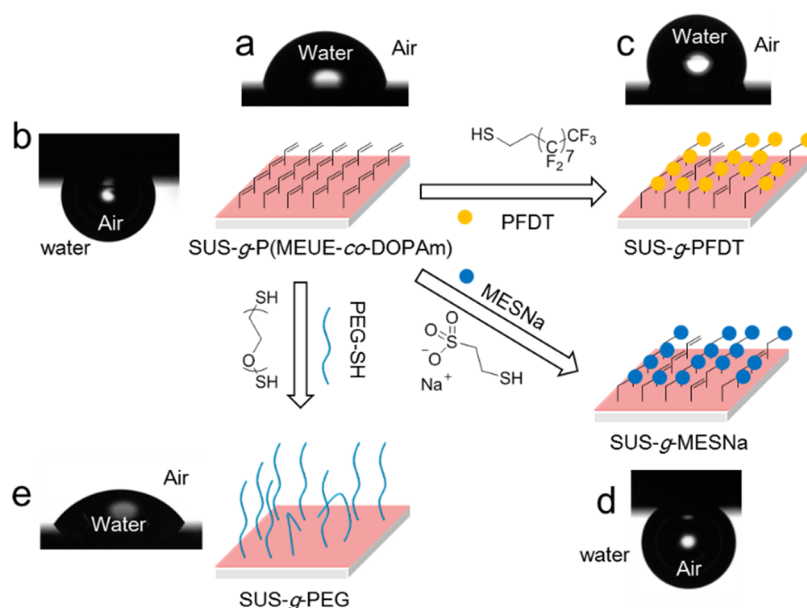 a
Water
Air
c
Water
Air
b
Air
water
HS
CF3
C
F2
7
PFDT
SUS-g-P(MEUE-co-DOPAm)
SUS-g-PFDT
MESNa
SH
O
SH
PEG-SH
O
O
S
⁻O
Na⁺
SH
SUS-g-MESNa
e
Air
Water
d
water
Air
SUS-g-PEG